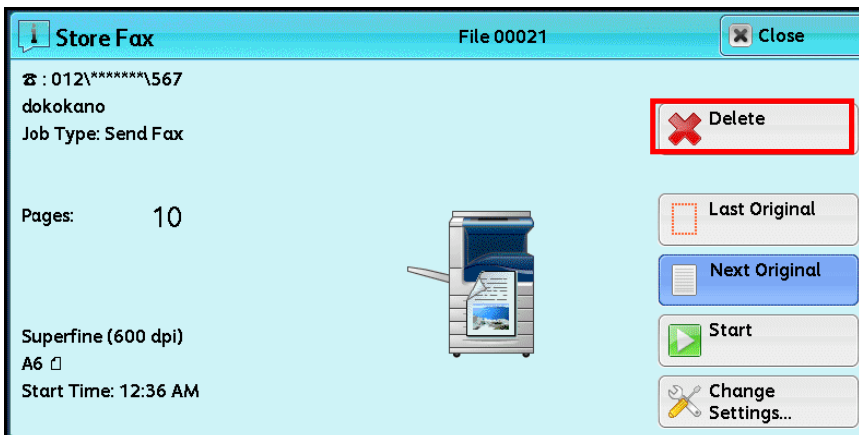 Store Fax
File 00021
Close
☎ : 012\*******\567
dokokano
Job Type: Send Fax
Delete
Pages: 10
Last Original
Next Original
Superfine (600 dpi)
A6
Start Time: 12:36 AM
Start
Change
Settings...